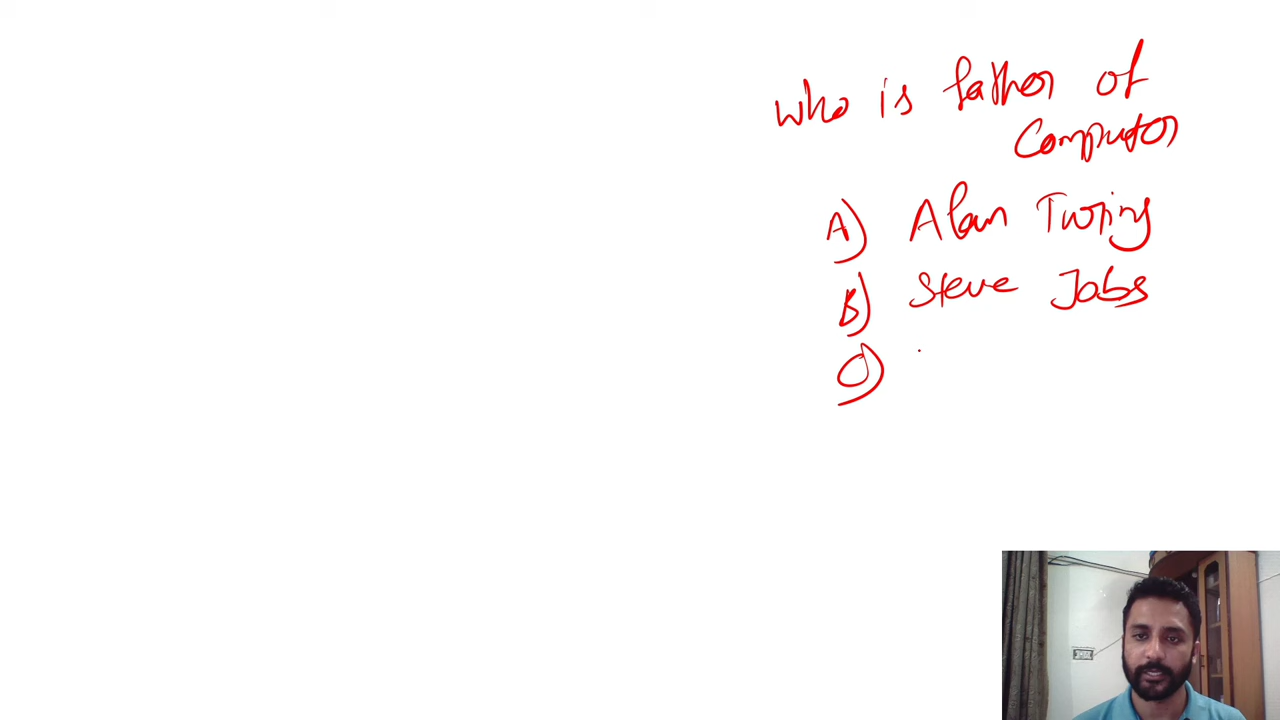 who is father of
Computer
A) Alan Turing
B) Steve Jobs
C)